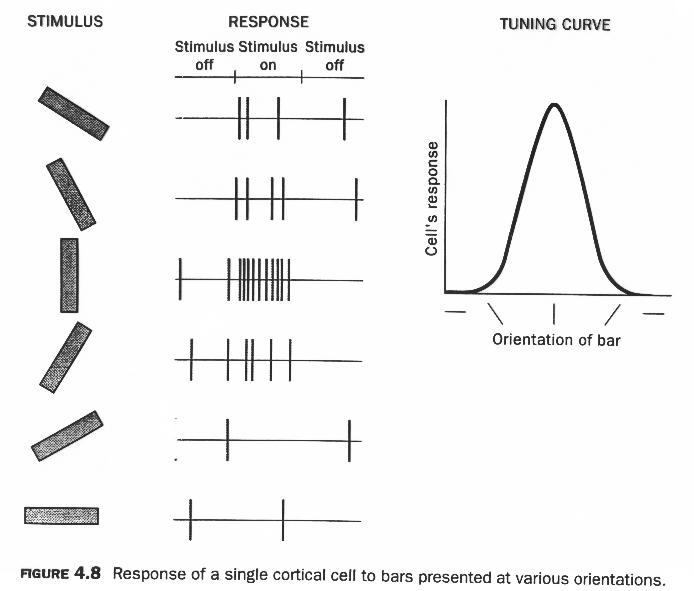 STIMULUS
RESPONSE
TUNING CURVE
Stimulus Stimulus Stimulus
off on off
Cell's response
Orientation of bar
FIGURE 4.8 Response of a single cortical cell to bars presented at various orientations.